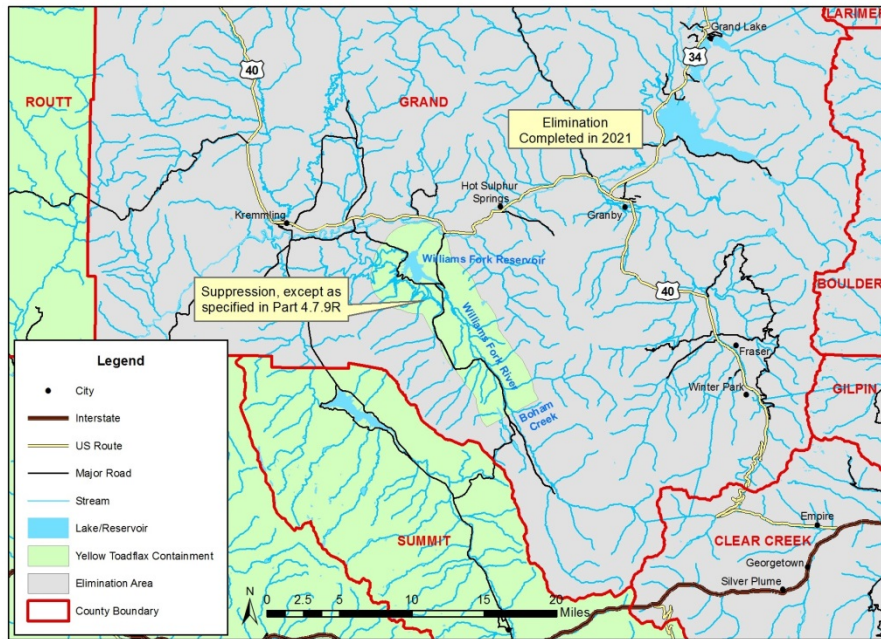 LARIMER
Grand Lake
34
40
ROUTT
GRAND
Elimination
Completed in 2021
Hot Sulphur
Springs
Kremmling
Granby
Williams Fork Reservoir
Suppression, except as
specified in Part 4.7.9R
40
BOULDER
Williams Fork River
Fraser
GILPIN
Winter Park
Boham
Creek
Legend
City
Interstate
US Route
Major Road
Stream
Lake/Reservoir
Yellow Toadflax Containment
Elimination Area
County Boundary
SUMMIT
Empire
CLEAR CREEK
Georgetown
Silver Plume
N
0 2.5 5 10 15 20
Miles